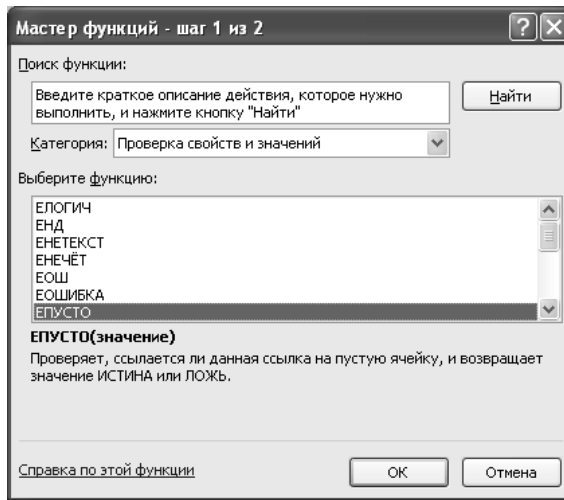 Мастер функций - шаг 1 из 2
Поиск функции:
Введите краткое описание действия, которое нужно
выполнить, и нажмите кнопку "Найти"
Найти
Категория: Проверка свойств и значений
Выберите функцию:
ЕЛОГИЧ
ЕНД
ЕНЕТЕКСТ
ЕНЕЧЁТ
ЕОШ
ЕОШИБКА
ЕПУСТО
ЕПУСТО(значение)
Проверяет, ссылается ли данная ссылка на пустую ячейку, и возвращает
значение ИСТИНА или ЛОЖЬ.
Справка по этой функции
ОК
Отмена